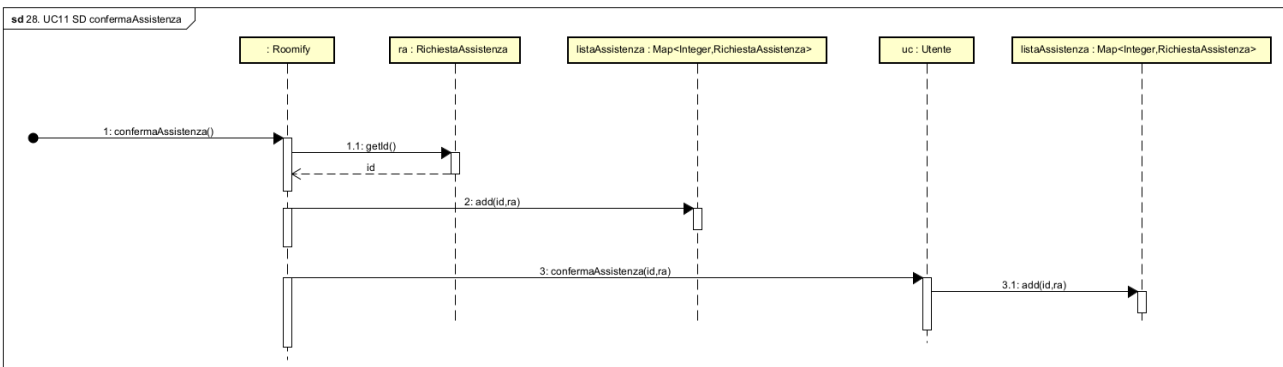 sd 28. UC11 SD confermaAssistenza
: Roomify
ra : RichiestaAssistenza
listaAssistenza : Map<Integer,RichiestaAssistenza>
uc : Utente
listaAssistenza : Map<Integer,RichiestaAssistenza>
1: confermaAssistenza()
1.1: getId()
id
2: add(id,ra)
3: confermaAssistenza(id,ra)
3.1: add(id,ra)